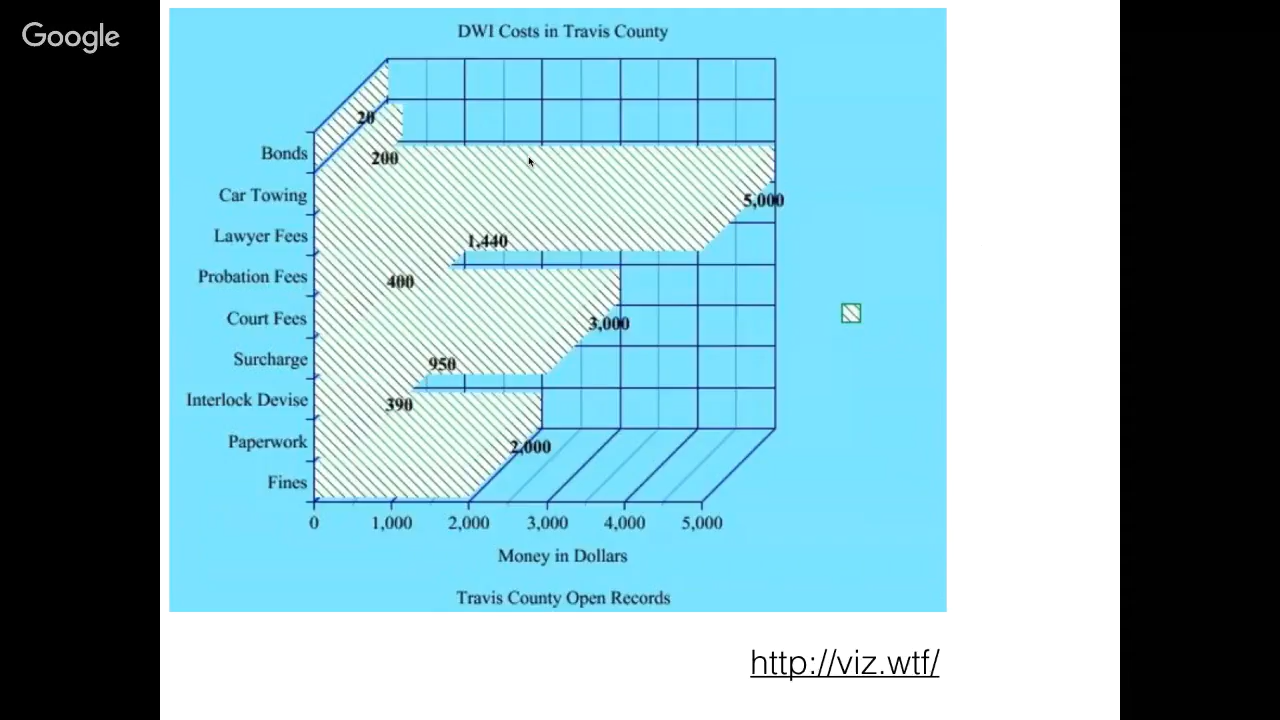 Google
DWI Costs in Travis County
20
Bonds
200
Car Towing
5,000
Lawyer Fees
1,440
Probation Fees
400
Court Fees
3,000
Surcharge
950
Interlock Devise
390
Paperwork
2,000
Fines
0 1,000 2,000 3,000 4,000 5,000
Money in Dollars
Travis County Open Records
http://viz.wtf/